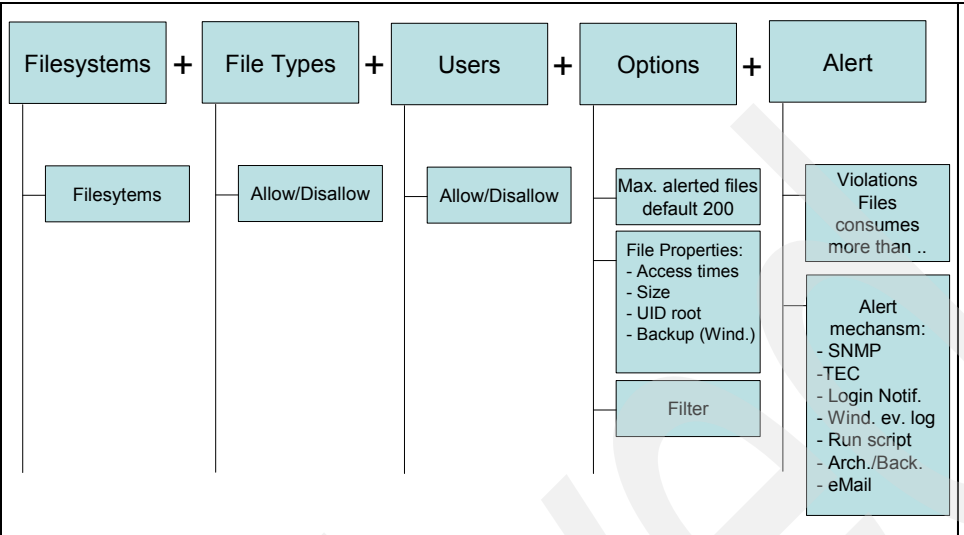 Filesystems + File Types + Users + Options + Alert
Filesytems
Allow/Disallow
Allow/Disallow
Max. alerted files
default 200
File Properties:
- Access times
- Size
- UID root
- Backup (Wind.)
Filter
Violations
Files
consumes
more than ..
Alert
mechansm:
- SNMP
-TEC
- Login Notif.
- Wind. ev. log
- Run script
- Arch./Back.
- eMail